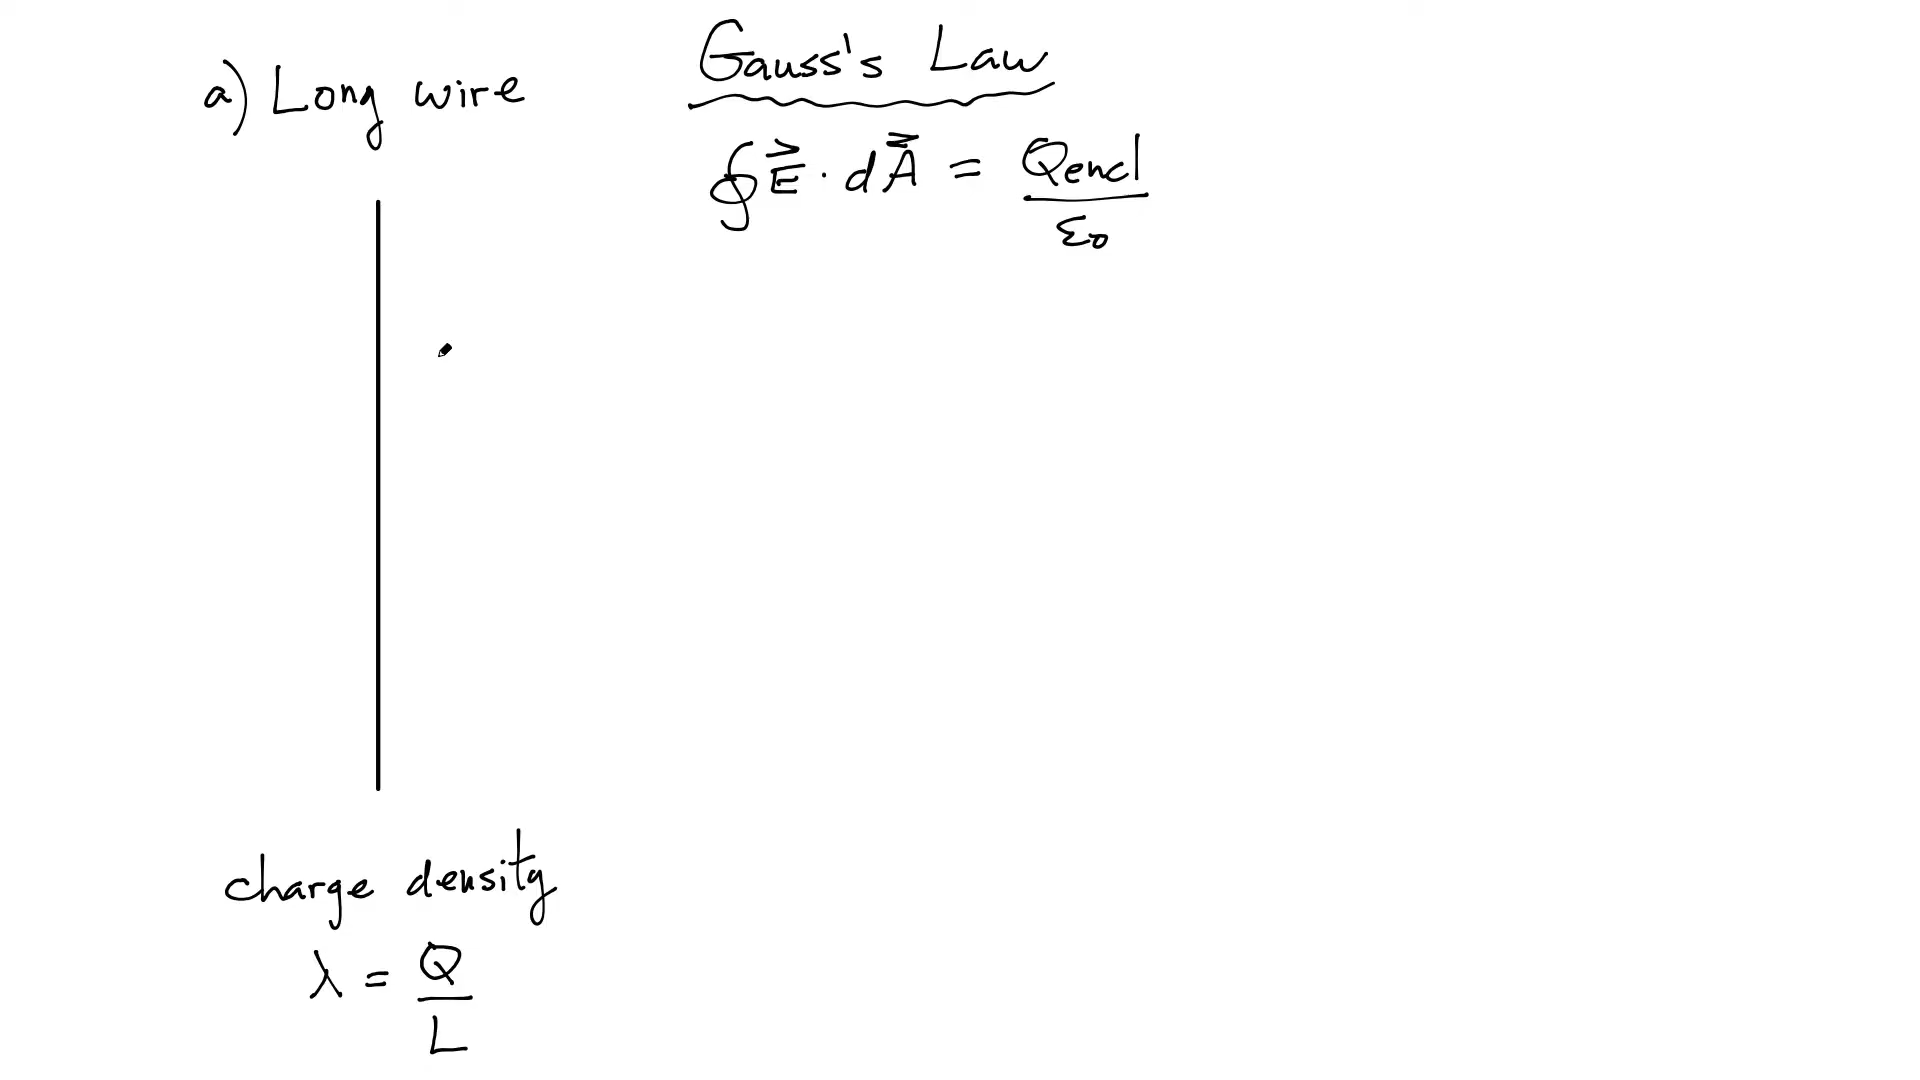 a) Long wire
Gauss's Law
∮E⃗ · dA⃗ = Qencl / ε₀
charge density
λ = Q / L